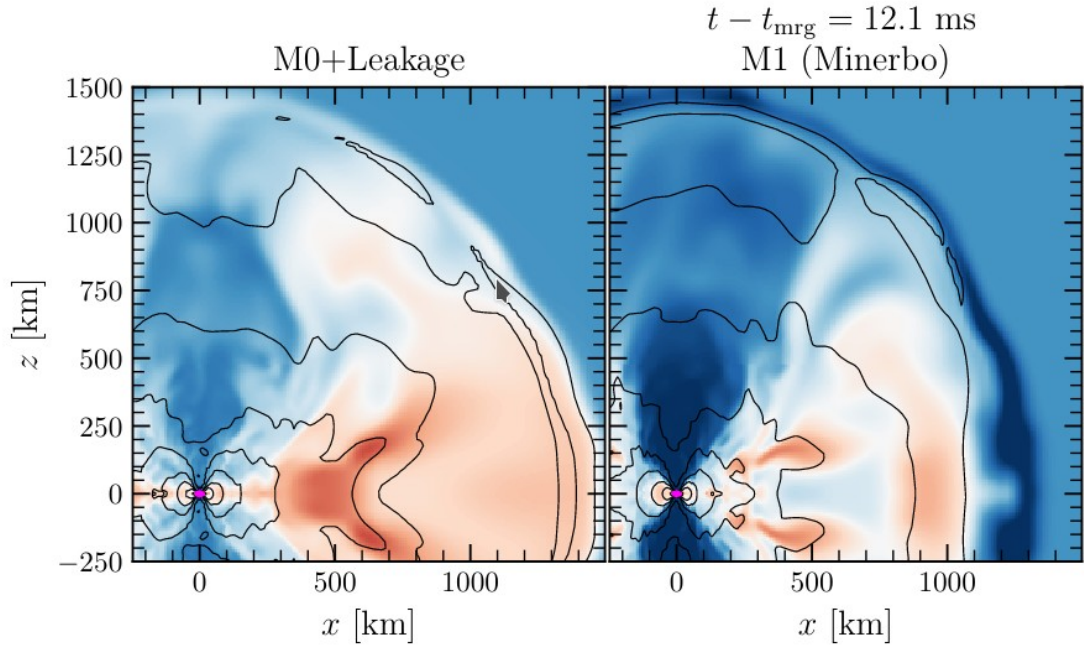 t − t_mrg = 12.1 ms
M0+Leakage
M1 (Minerbo)
1500
1250
1000
750
500
250
0
−250
z [km]
0 500 1000
0 500 1000
x [km]
x [km]